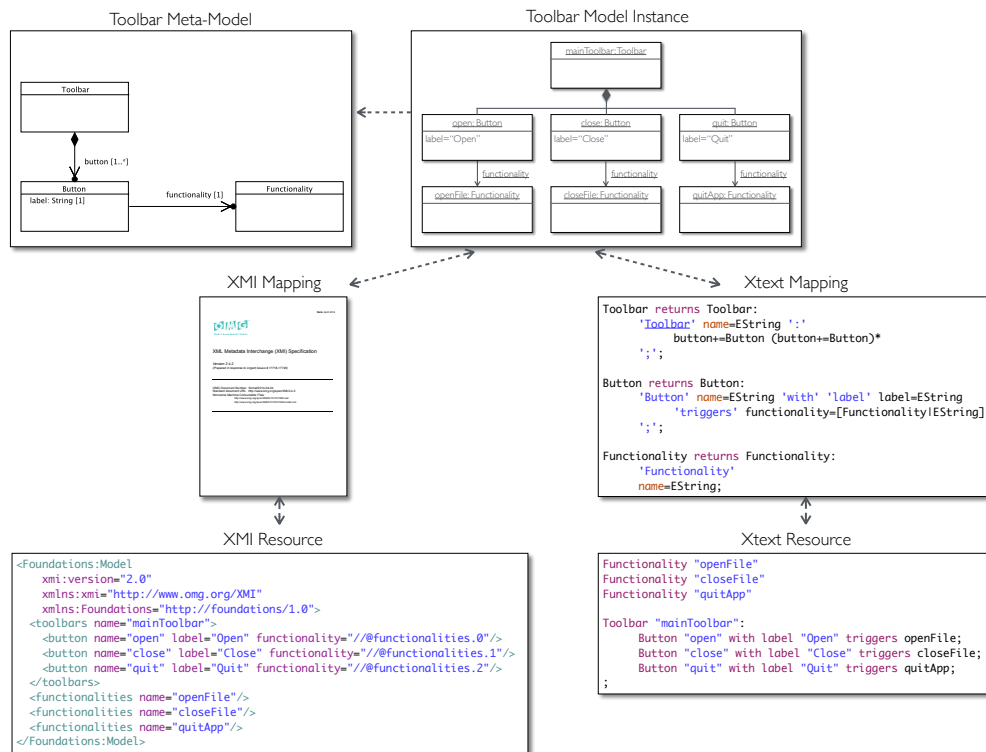 Toolbar Meta-Model
Toolbar
button [1..*]
Button
label: String [1]
functionality [1]
Functionality
Toolbar Model Instance
mainToolbar:Toolbar
open: Button
label="Open"
close: Button
label="Close"
quit: Button
label="Quit"
functionality
functionality
functionality
openFile: Functionality
closeFile: Functionality
quitApp: Functionality
XMI Mapping
OMG
XML Metadata Interchange (XMI) Specification
Xtext Mapping
Toolbar returns Toolbar:
'Toolbar' name=EString ':'
button+=Button (button+=Button)*
';';
Button returns Button:
'Button' name=EString 'with' 'label' label=EString
'triggers' functionality=[Functionality|EString]
';';
Functionality returns Functionality:
'Functionality'
name=EString;
XMI Resource
<Foundations:Model
xmi:version="2.0"
xmlns:xmi="http://www.omg.org/XMI"
xmlns:Foundations="http://foundations/1.0">
<toolbars name="mainToolbar">
<button name="open" label="Open" functionality="//@functionalities.0"/>
<button name="close" label="Close" functionality="//@functionalities.1"/>
<button name="quit" label="Quit" functionality="//@functionalities.2"/>
</toolbars>
<functionalities name="openFile"/>
<functionalities name="closeFile"/>
<functionalities name="quitApp"/>
</Foundations:Model>
Xtext Resource
Functionality "openFile"
Functionality "closeFile"
Functionality "quitApp"
Toolbar "mainToolbar":
Button "open" with label "Open" triggers openFile;
Button "close" with label "Close" triggers closeFile;
Button "quit" with label "Quit" triggers quitApp;
;